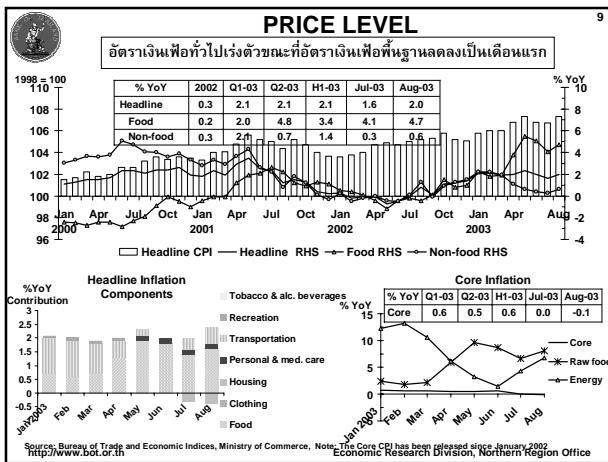 PRICE LEVEL
9
อัตราเงินเฟ้อทั่วไปเร่งตัวขณะที่อัตราเงินเฟ้อพื้นฐานลดลงเป็นเดือนแรก
1998 = 100
% YoY
% YoY 2002 Q1-03 Q2-03 H1-03 Jul-03 Aug-03
Headline 0.3 2.1 2.1 2.1 1.6 2.0
Food 0.2 2.0 4.8 3.4 4.1 4.7
Non-food 0.3 2.1 0.7 1.4 0.3 0.6
110 108 106 104 102 100 98 96
10 8 6 4 2 0 -2 -4
Jan Apr Jul Oct Jan Apr Jul Oct Jan Apr Jul Oct Jan Apr Jul Aug
2000 2001 2002 2003
Headline CPI Headline RHS Food RHS Non-food RHS
Headline Inflation
Components
%YoY
Contribution
3 2.5 2 1.5 1 0.5 0 -0.5
Jan 2003 Feb Mar Apr May Jun Jul Aug
Tobacco & alc. beverages
Recreation
Transportation
Personal & med. care
Housing
Clothing
Food
Core Inflation
% YoY
% YoY Q1-03 Q2-03 H1-03 Jul-03 Aug-03
Core 0.6 0.5 0.6 0.0 -0.1
15 10 5 0
Jan 2003 Feb Mar Apr May Jun Jul Aug
Core
Raw food
Energy
Source: Bureau of Trade and Economic Indices, Ministry of Commerce, Note: The Core CPI has been released since January 2002
http://www.bot.or.th
Economic Research Division, Northern Region Office